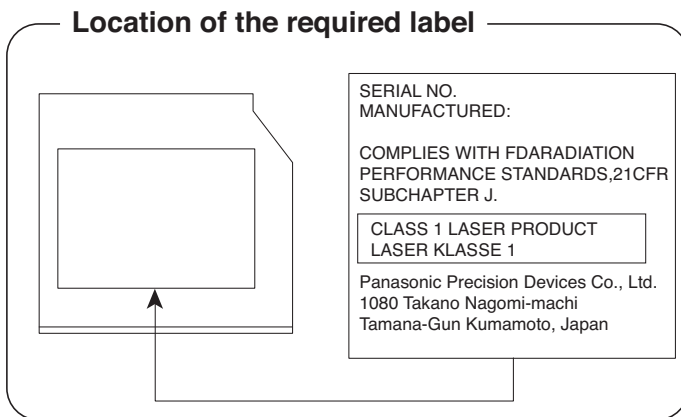 Location of the required label
SERIAL NO.
MANUFACTURED:
COMPLIES WITH FDARADIATION
PERFORMANCE STANDARDS,21CFR
SUBCHAPTER J.
CLASS 1 LASER PRODUCT
LASER KLASSE 1
Panasonic Precision Devices Co., Ltd.
1080 Takano Nagomi-machi
Tamana-Gun Kumamoto, Japan